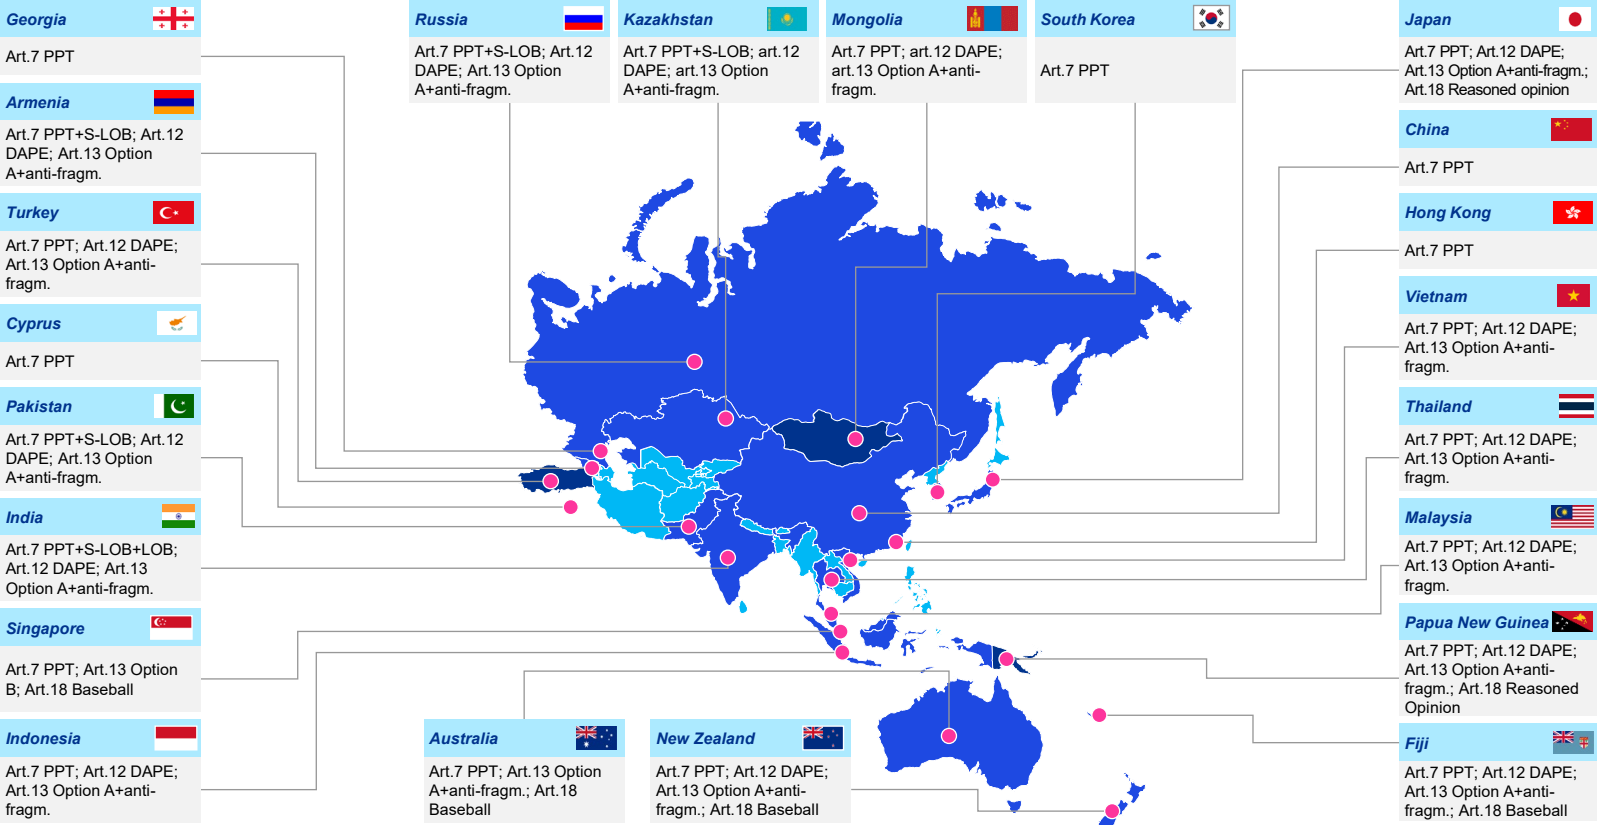 Georgia
Art.7 PPT
Armenia
Art.7 PPT+S-LOB; Art.12
DAPE; Art.13 Option
A+anti-fragm.
Turkey
Art.7 PPT; Art.12 DAPE;
Art.13 Option A+anti-
fragm.
Cyprus
Art.7 PPT
Pakistan
Art.7 PPT+S-LOB; Art.12
DAPE; Art.13 Option
A+anti-fragm.
India
Art.7 PPT+S-LOB+LOB;
Art.12 DAPE; Art.13
Option A+anti-fragm.
Singapore
Art.7 PPT; Art.13 Option
B; Art.18 Baseball
Indonesia
Art.7 PPT; Art.12 DAPE;
Art.13 Option A+anti-
fragm.
Russia
Art.7 PPT+S-LOB; Art.12
DAPE; Art.13 Option
A+anti-fragm.
Kazakhstan
Art.7 PPT+S-LOB; art.12
DAPE; art.13 Option
A+anti-fragm.
Mongolia
Art.7 PPT; art.12 DAPE;
art.13 Option A+anti-
fragm.
South Korea
Art.7 PPT
Australia
Art.7 PPT; Art.13 Option
A+anti-fragm.; Art.18
Baseball
New Zealand
Art.7 PPT; Art.12 DAPE;
Art.13 Option A+anti-
fragm.; Art.18 Baseball
Japan
Art.7 PPT; Art.12 DAPE;
Art.13 Option A+anti-fragm.;
Art.18 Reasoned opinion
China
Art.7 PPT
Hong Kong
Art.7 PPT
Vietnam
Art.7 PPT; Art.12 DAPE;
Art.13 Option A+anti-
fragm.
Thailand
Art.7 PPT; Art.12 DAPE;
Art.13 Option A+anti-
fragm.
Malaysia
Art.7 PPT; Art.12 DAPE;
Art.13 Option A+anti-
fragm.
Papua New Guinea
Art.7 PPT; Art.12 DAPE;
Art.13 Option A+anti-
fragm.; Art.18 Reasoned
Opinion
Fiji
Art.7 PPT; Art.12 DAPE;
Art.13 Option A+anti-
fragm.; Art.18 Baseball